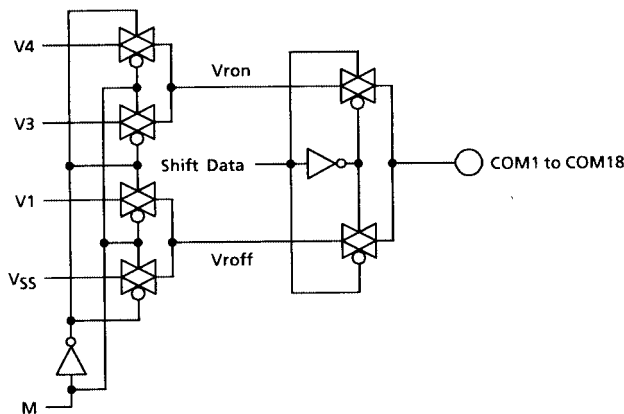 V4
Vron
V3
Shift Data
COM1 to COM18
V1
Vroff
VSS
M